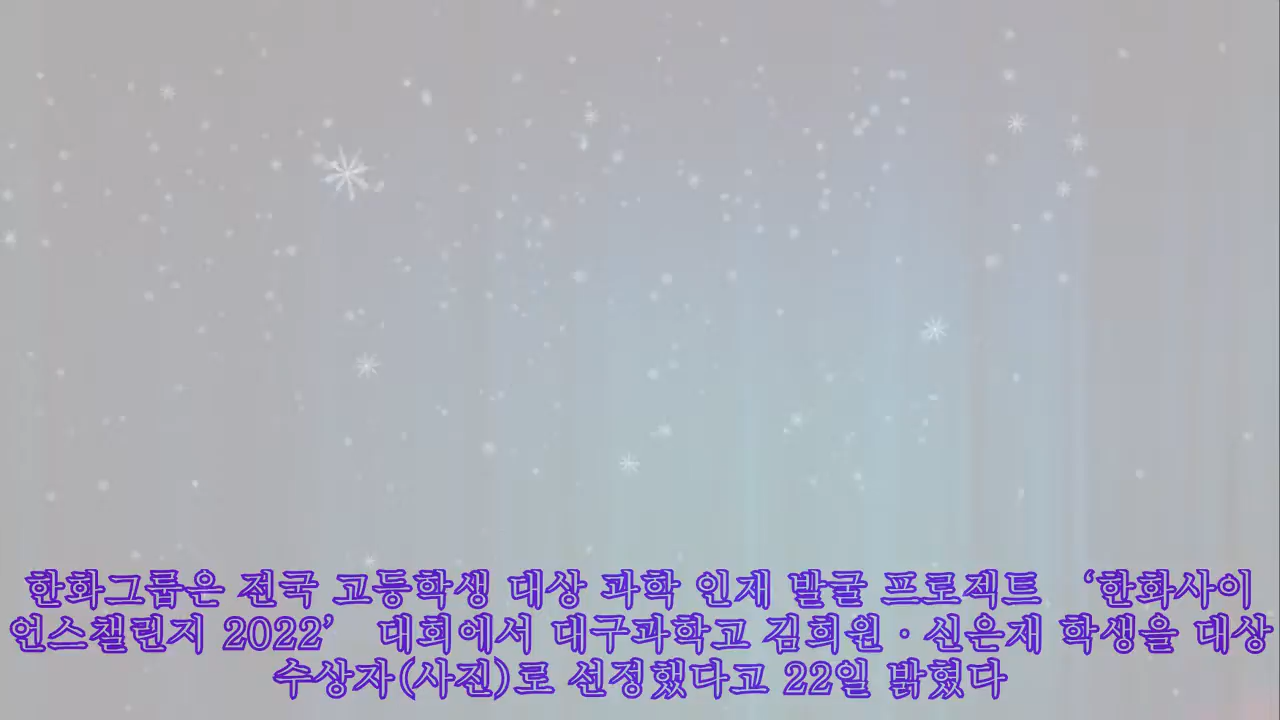 한화그룹은 전국 고등학생 대상 과학 인재 발굴 프로젝트 ‘한화사이
언스챌린지 2022’ 대회에서 대구과학고 김희원·신은재 학생을 대상
수상자(사진)로 선정했다고 22일 밝혔다